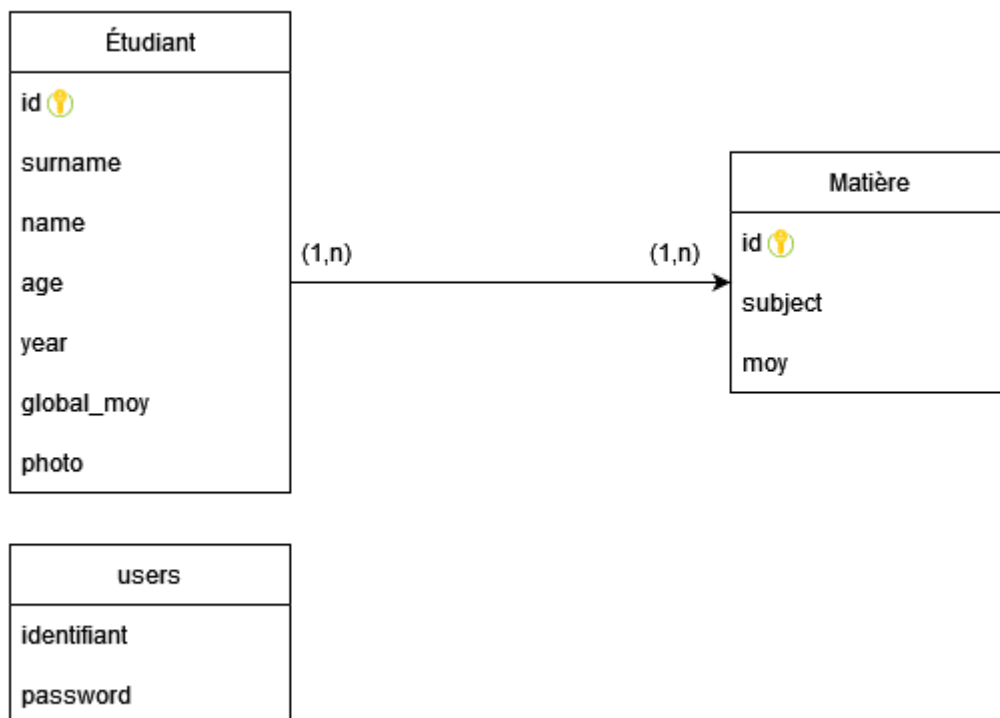 Étudiant
id
surname
name
age
year
global_moy
photo
(1,n)
(1,n)
Matière
id
subject
moy
users
identifiant
password